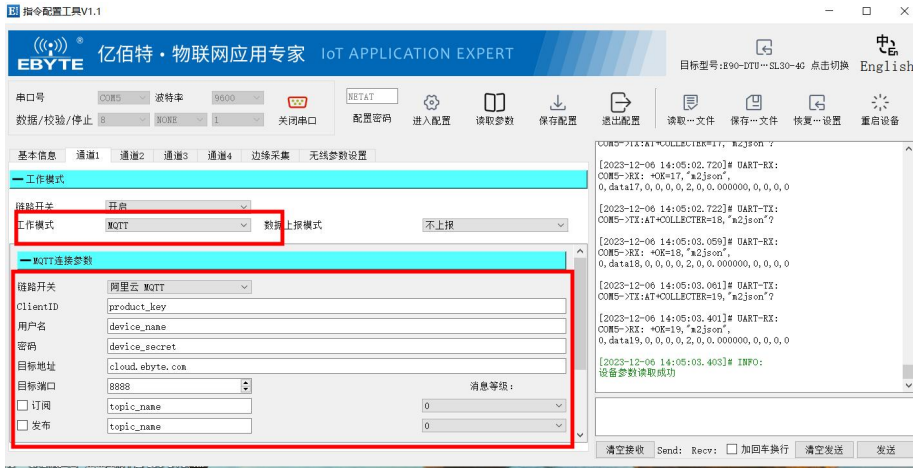 指令配置工具V1.1
EBYTE ® 亿佰特·物联网应用专家 IoT APPLICATION EXPERT
目标型号:E90-DTU…SL30-4G 点击切换 English
串口号 COM5 波特率 9600 NETAT
数据/校验/停止 8 NONE 1 关闭串口 配置密码 进入配置 读取参数 保存配置 退出配置 读取…文件 保存…文件 恢复…设置 重启设备
基本信息 通道1 通道2 通道3 通道4 边缘采集 无线参数设置
工作模式
链路开关 开启
工作模式 MQTT 数据上报模式 不上报
MQTT连接参数
链路开关 阿里云 MQTT
ClientID product_key
用户名 device_name
密码 device_secret
目标地址 cloud.ebyte.com
目标端口 8888 消息等级:
订阅 topic_name 0
发布 topic_name 0
COM5->TX:AT+COLLECTER=17,"m2json"?
[2023-12-06 14:05:02.720]# UART-RX:
COM5->RX: +OK=17,"m2json",
0,data17,0,0,0,0,2,0,0.000000,0,0,0,0
[2023-12-06 14:05:02.722]# UART-TX:
COM5->TX:AT+COLLECTER=18,"m2json"?
[2023-12-06 14:05:03.059]# UART-RX:
COM5->RX: +OK=18,"m2json",
0,data18,0,0,0,0,2,0,0.000000,0,0,0,0
[2023-12-06 14:05:03.061]# UART-TX:
COM5->TX:AT+COLLECTER=19,"m2json"?
[2023-12-06 14:05:03.401]# UART-RX:
COM5->RX: +OK=19,"m2json",
0,data19,0,0,0,0,2,0,0.000000,0,0,0,0
[2023-12-06 14:05:03.403]# INFO:
设备参数读取成功
清空接收 Send: Recv: 加回车换行 清空发送 发送